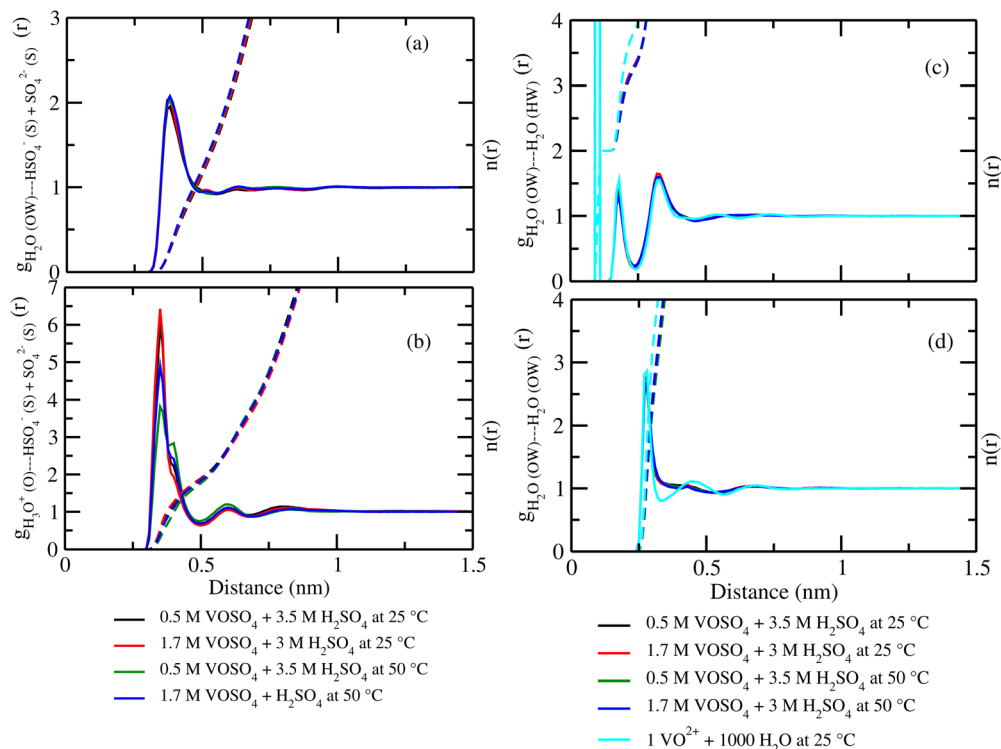 g H₂O (OW)---HSO₄⁻ (S) + SO₄²⁻ (S) (r)
3
2
1
0
(a)
n(r)
g H₃O⁺ (O)---HSO₄⁻ (S) + SO₄²⁻ (S) (r)
7
6
5
4
3
2
1
0
(b)
n(r)
0 0.5 1 1.5
Distance (nm)
0.5 M VOSO₄ + 3.5 M H₂SO₄ at 25 °C
1.7 M VOSO₄ + 3 M H₂SO₄ at 25 °C
0.5 M VOSO₄ + 3.5 M H₂SO₄ at 50 °C
1.7 M VOSO₄ + H₂SO₄ at 50 °C
g H₂O (OW)---H₂O (HW) (r)
4
3
2
1
0
(c)
n(r)
g H₂O (OW)---H₂O (OW) (r)
4
3
2
1
0
(d)
n(r)
0 0.5 1 1.5
Distance (nm)
0.5 M VOSO₄ + 3.5 M H₂SO₄ at 25 °C
1.7 M VOSO₄ + 3 M H₂SO₄ at 25 °C
0.5 M VOSO₄ + 3.5 M H₂SO₄ at 50 °C
1.7 M VOSO₄ + 3 M H₂SO₄ at 50 °C
1 VO²⁺ + 1000 H₂O at 25 °C